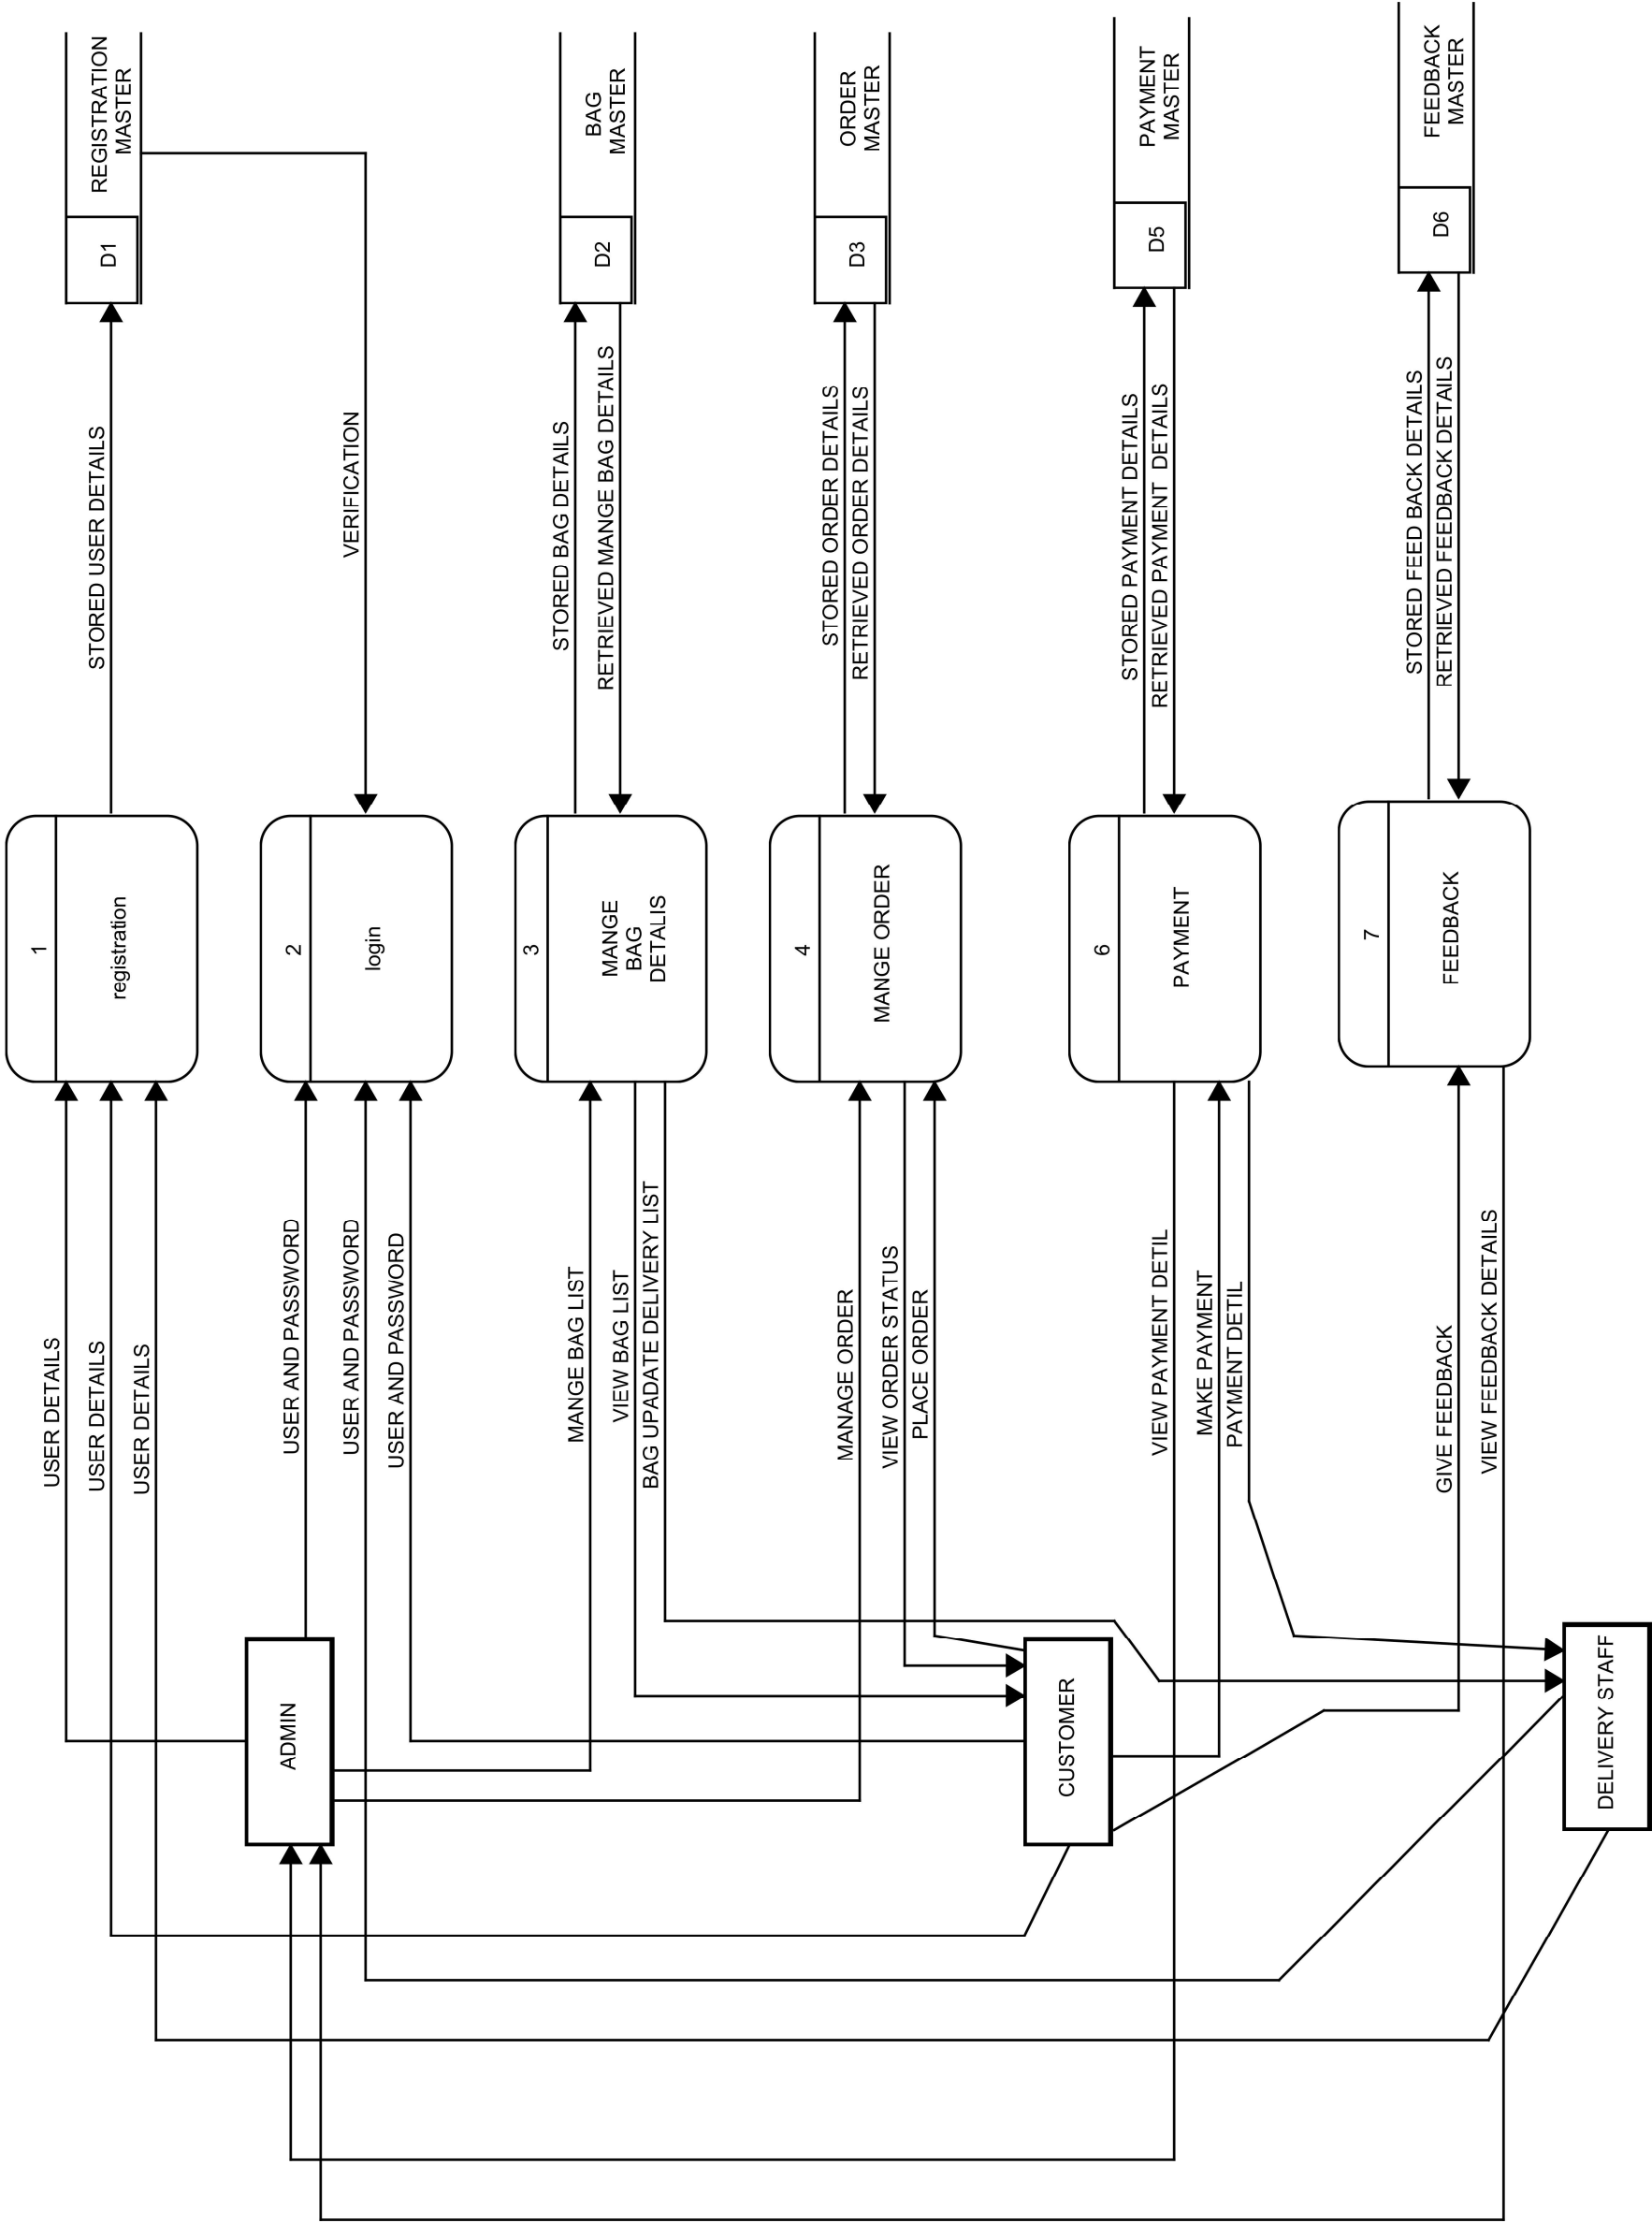 REGISTRATION
MASTER
D1
STORED USER DETAILS
VERIFICATION
1
registration
USER DETAILS
USER DETAILS
USER DETAILS
2
login
USER AND PASSWORD
USER AND PASSWORD
USER AND PASSWORD
ADMIN
BAG
MASTER
D2
STORED BAG DETAILS
RETRIEVED MANGE BAG DETAILS
3
MANGE
BAG
DETALIS
MANGE BAG LIST
VIEW BAG LIST
BAG UPADATE DELIVERY LIST
ORDER
MASTER
D3
STORED ORDER DETAILS
RETRIEVED ORDER DETAILS
4
MANGE ORDER
MANAGE ORDER
VIEW ORDER STATUS
PLACE ORDER
CUSTOMER
PAYMENT
MASTER
D5
STORED PAYMENT DETAILS
RETRIEVED PAYMENT DETAILS
6
PAYMENT
VIEW PAYMENT DETIL
MAKE PAYMENT
PAYMENT DETIL
FEEDBACK
MASTER
D6
STORED FEED BACK DETAILS
RETRIEVED FEEDBACK DETAILS
7
FEEDBACK
GIVE FEEDBACK
VIEW FEEDBACK DETAILS
DELIVERY STAFF